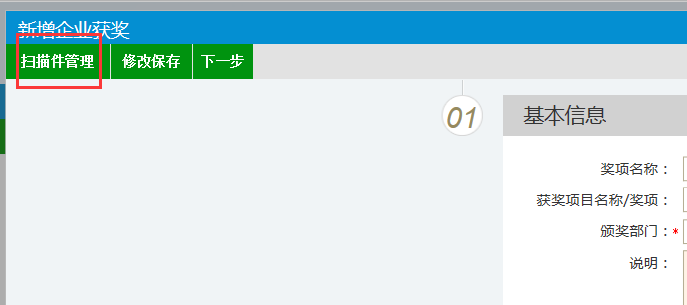 新增企业获奖
扫描件管理 修改保存 下一步
01 基本信息
奖项名称：
获奖项目名称/奖项：
颁奖部门：*
说明：